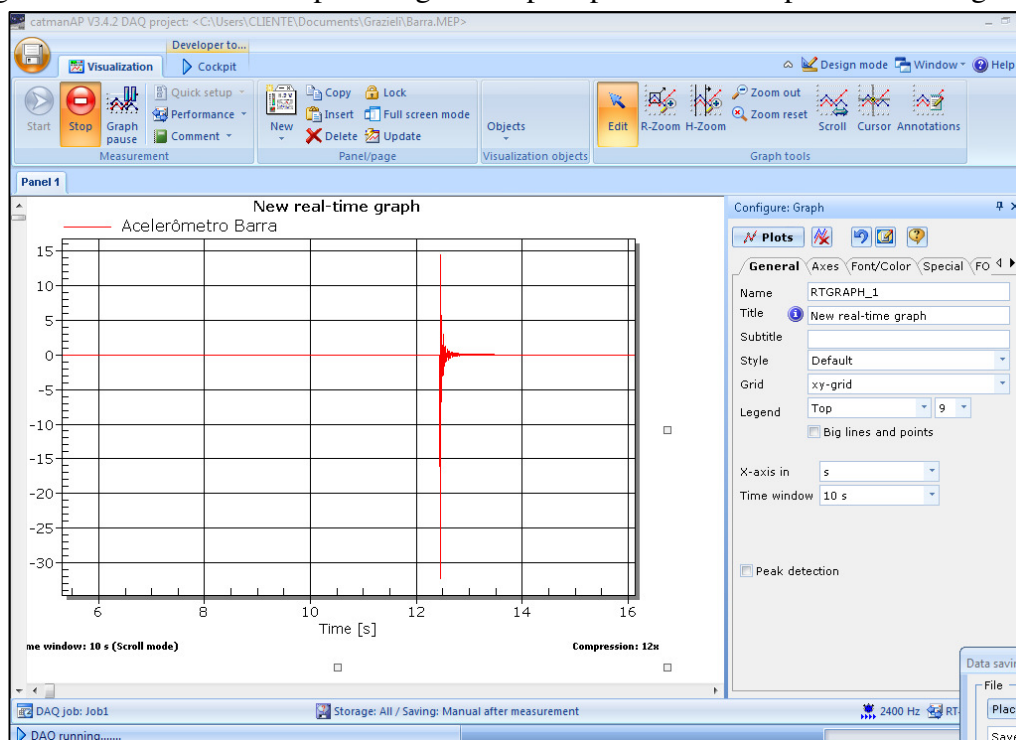 catmanAP V3.4.2 DAQ project: <C:\Users\CLIENTE\Documents\Grazieli\Barra.MEP>
Developer to...
Visualization Cockpit Design mode Window Help
Start Stop Graph pause
Quick setup
Performance
Comment
Measurement
New
Copy Lock
Insert Full screen mode
Delete Update
Panel/page
Objects
Visualization objects
Edit R-Zoom H-Zoom
Zoom out
Zoom reset
Scroll Cursor Annotations
Graph tools
Panel 1
New real-time graph
Acelerômetro Barra
15
10
5
0
-5
-10
-15
-20
-25
-30
6 8 10 12 14 16
Time [s]
me window: 10 s (Scroll mode) Compression: 12x
Configure: Graph
Plots
General Axes Font/Color Special FO
Name RTGRAPH_1
Title New real-time graph
Subtitle
Style Default
Grid xy-grid
Legend Top 9
Big lines and points
X-axis in s
Time window 10 s
Peak detection
Data savin
File
Plac
Save
DAQ job: Job1 Storage: All / Saving: Manual after measurement 2400 Hz RT-
DAQ running.......